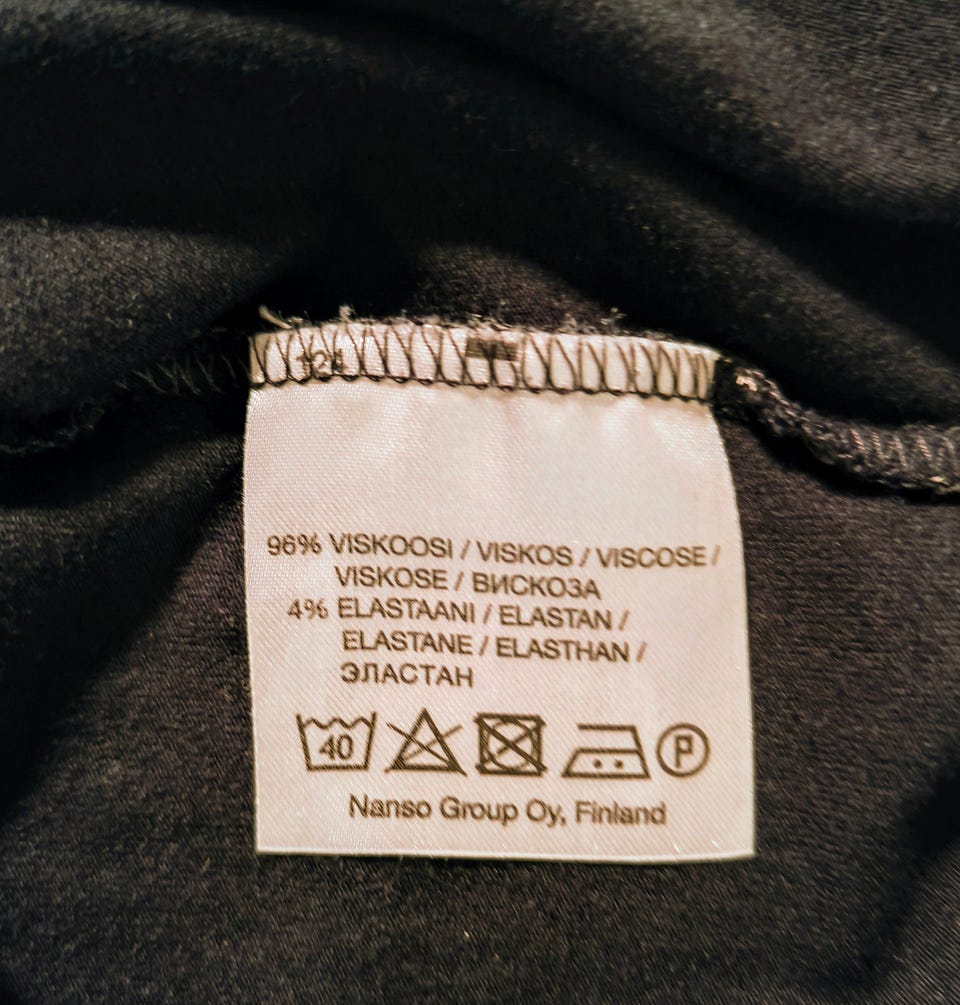 96% VISKOOSI / VISKOS / VISCOSE /
VISKOSE / ВИСКОЗА
4% ELASTAANI / ELASTAN /
ELASTANE / ELASTHAN /
ЭЛАСТАН
40 P
Nanso Group Oy, Finland